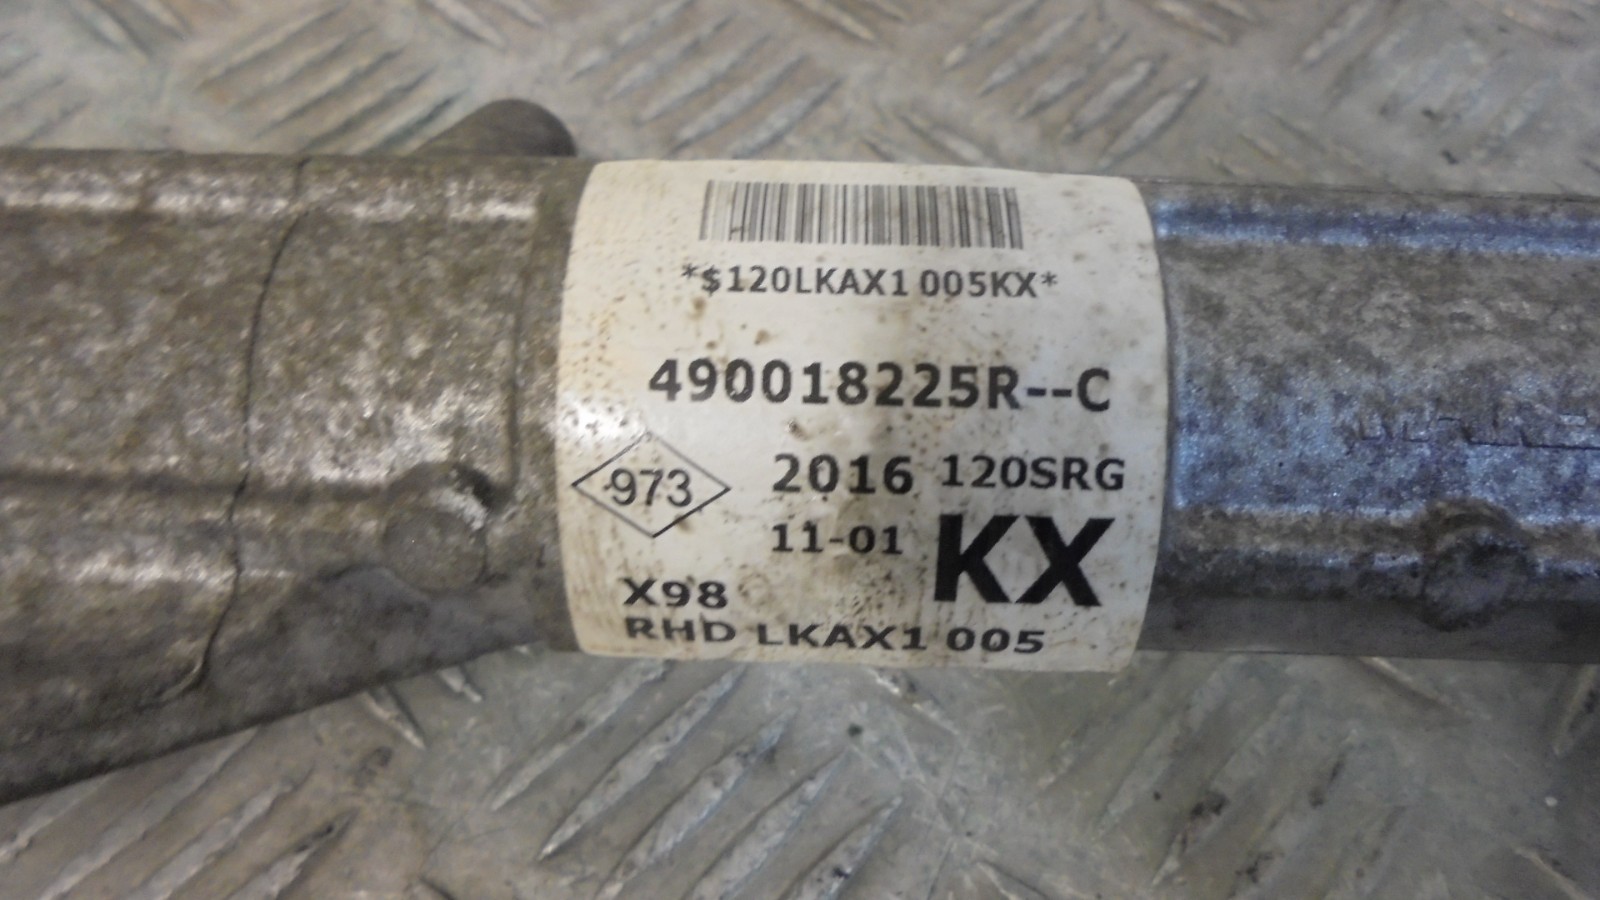 *$120LKAX1 005KX*
490018225R--C
973 2016 120SRG
11-01 KX
X98
RHD LKAX1 005